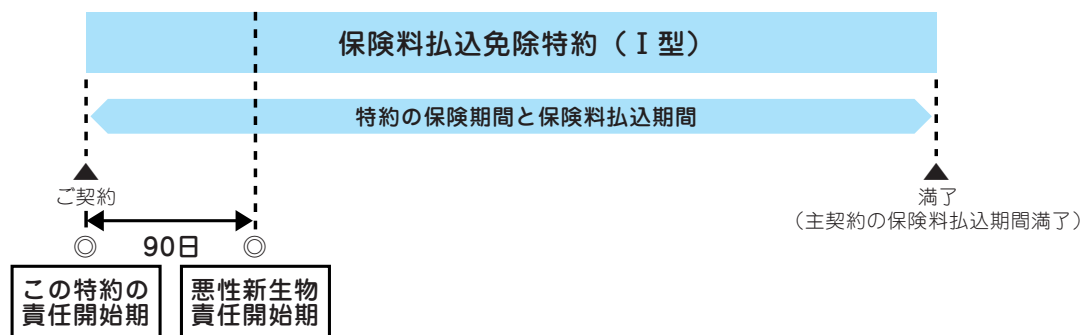 保険料払込免除特約（Ⅰ型）
特約の保険期間と保険料払込期間
ご契約
満了
（主契約の保険料払込期間満了）
◎ 90日 ◎
この特約の
責任開始期
悪性新生物
責任開始期